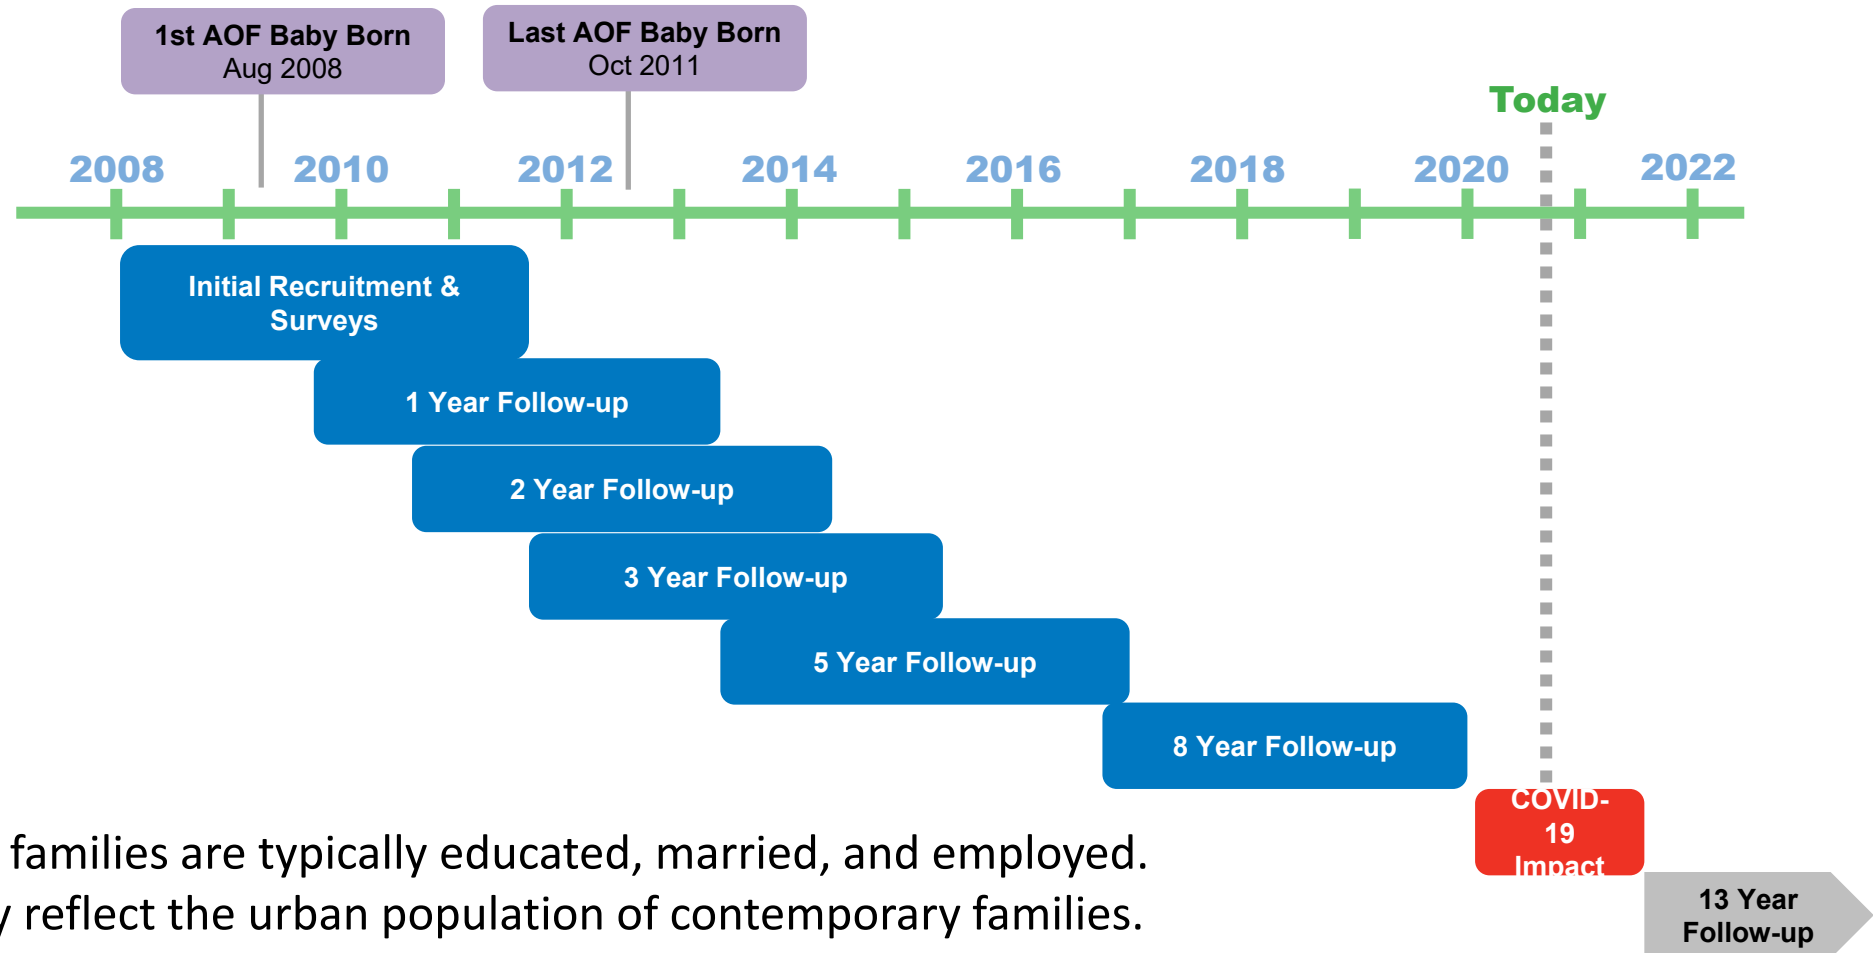 1st AOF Baby Born
Aug 2008
Last AOF Baby Born
Oct 2011
Today
2008 2010 2012 2014 2016 2018 2020 2022
Initial Recruitment &
Surveys
1 Year Follow-up
2 Year Follow-up
3 Year Follow-up
5 Year Follow-up
8 Year Follow-up
COVID-
19
Impact
families are typically educated, married, and employed.
reflect the urban population of contemporary families.
13 Year
Follow-up